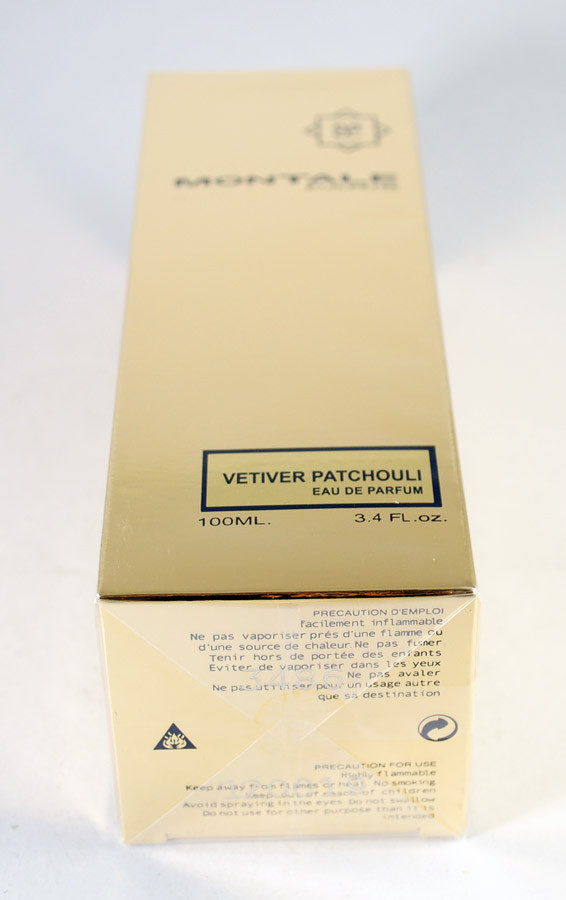 MONTALE
VETIVER PATCHOULI
EAU DE PARFUM
100ML. 3.4 FL.oz.
PRECAUTION D'EMPLOI
facilement inflammable
Ne pas vaporiser prés d'une flamme ou
d'une source de chaleur.Ne pas fumer
Tenir hors de portée des enfants
Eviter de vaporiser dans les yeux
Ne pas avaler
Ne pas utiliser pour un usage autre
que sa destination
PRECAUTION FOR USE
Highly flammable
Keep away from flames or heat. No smoking
Keep out of reach of children
Avoid spraying in the eyes. Do not swallow
Do not use for other purpose than it is
intended